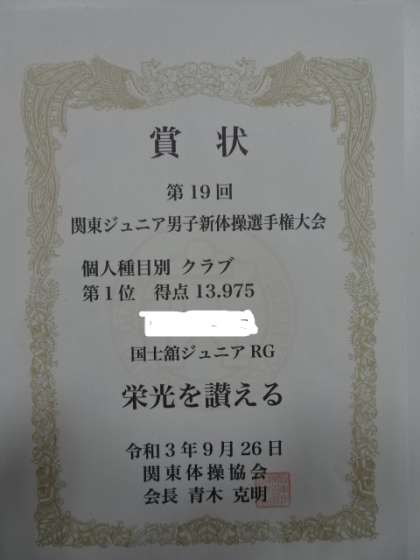 賞状
第19回
関東ジュニア男子新体操選手権大会
個人種目別 クラブ
第1位 得点13.975
国士舘ジュニアRG
栄光を讃える
令和3年9月26日
関東体操協会
会長 青木 克明